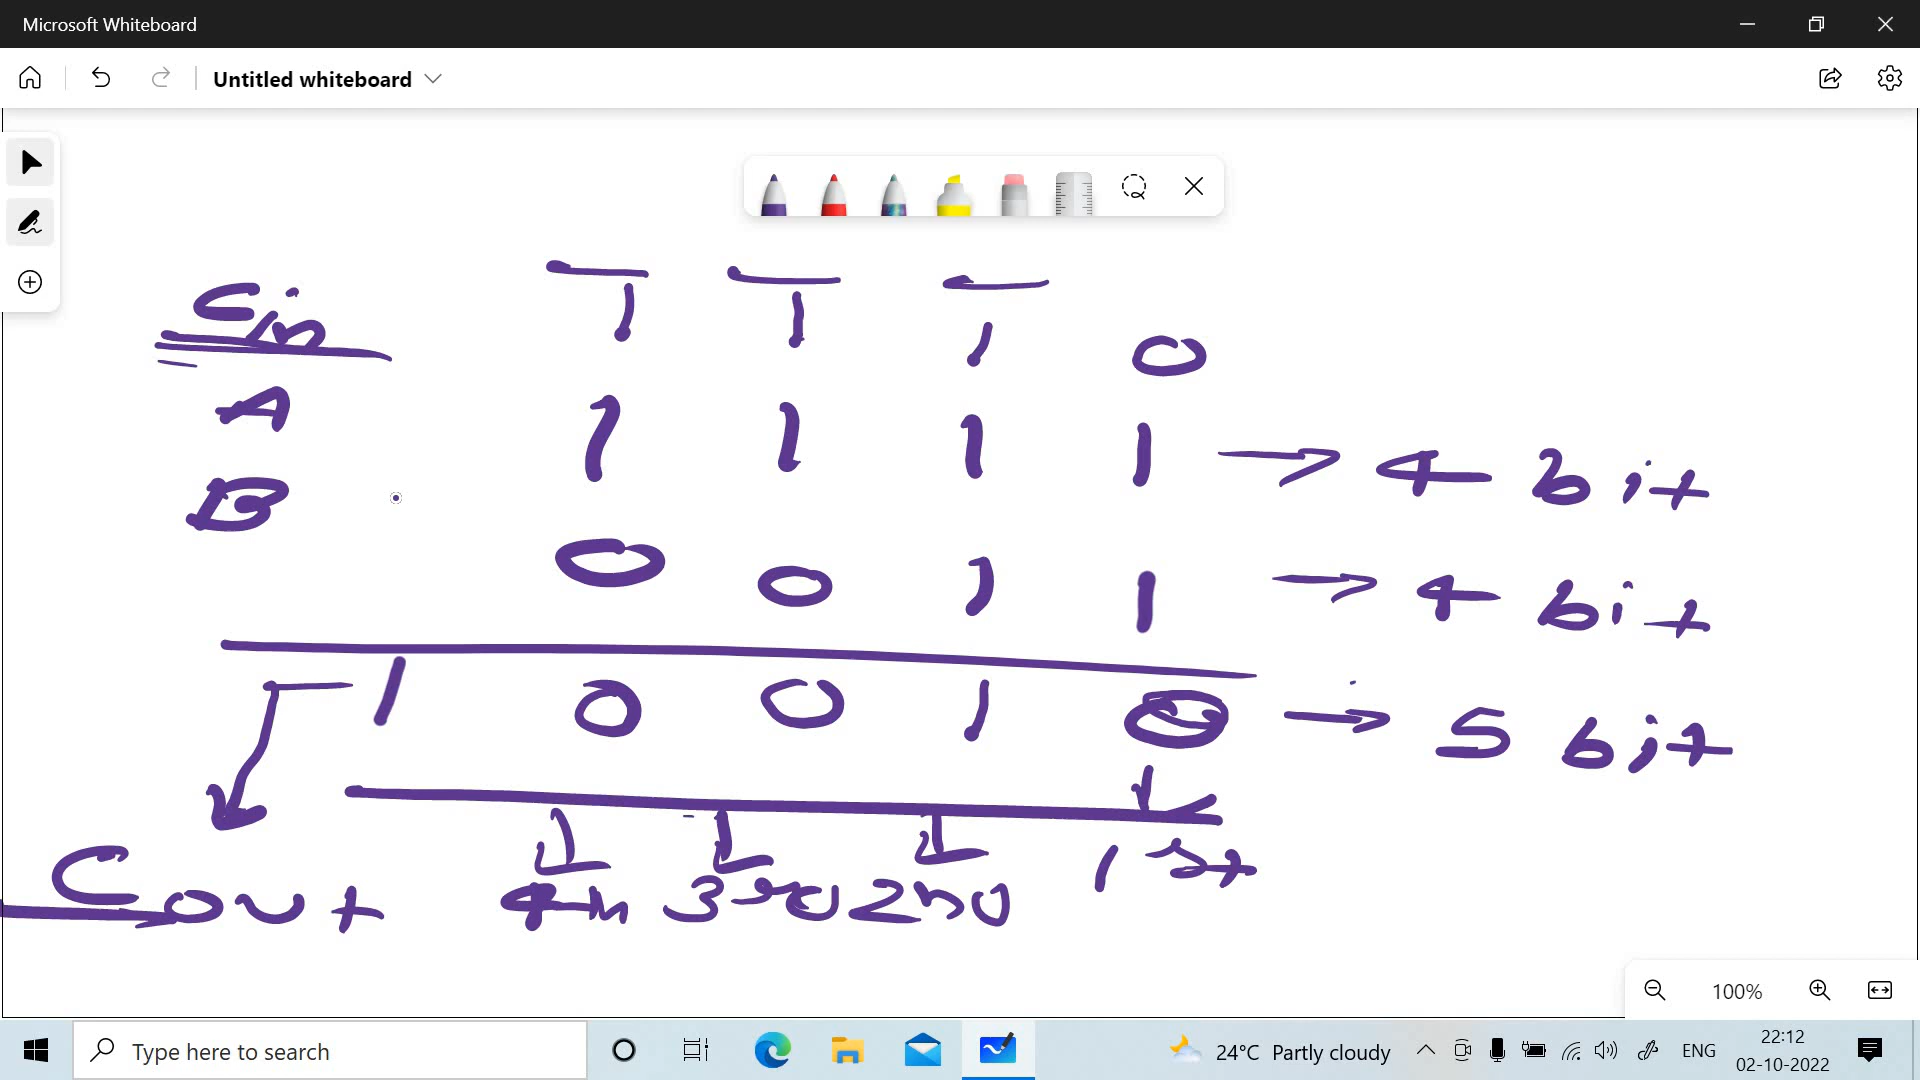 Microsoft Whiteboard
Untitled whiteboard
Cin 1 1 1 0
A 1 1 1 1 → 4 bit
B 0 0 1 1 → 4 bit
1 0 0 1 0 → 5 bit
Cout 4th 3rd 2nd 1st
100%
Type here to search
24°C Partly cloudy
ENG
22:12
02-10-2022